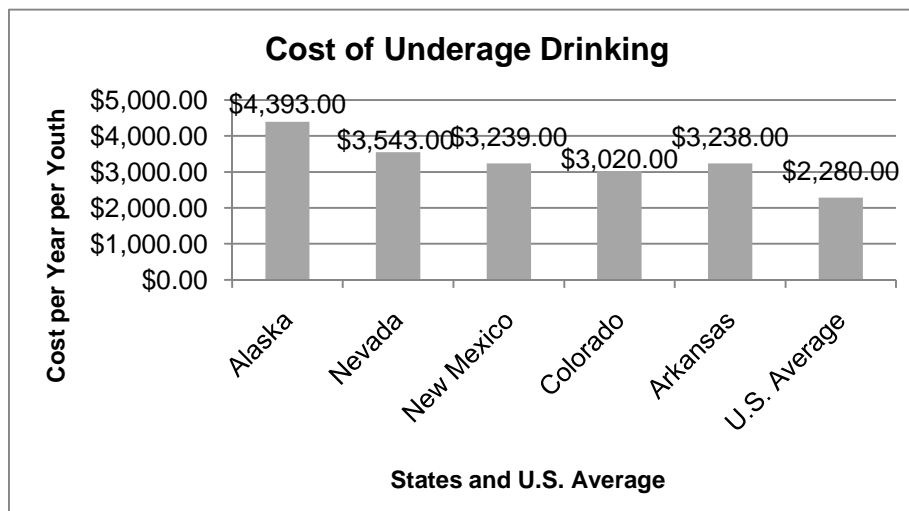 Cost of Underage Drinking
Cost per Year per Youth
$5,000.00
$4,000.00
$3,000.00
$2,000.00
$1,000.00
$0.00
$4,393.00
$3,543.00
$3,239.00
$3,020.00
$3,238.00
$2,280.00
Alaska
Nevada
New Mexico
Colorado
Arkansas
U.S. Average
States and U.S. Average